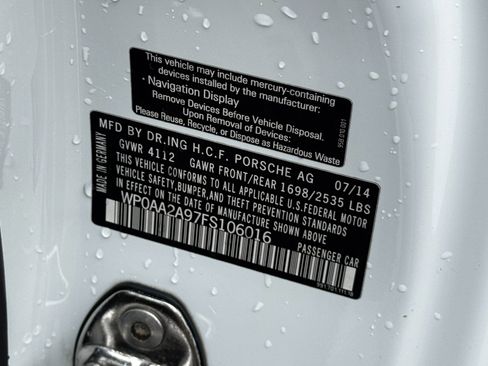 This vehicle may include mercury-containing
devices installed by the manufacturer:
· Navigation Display
Remove Devices Before Vehicle Disposal.
Upon Removal of Devices:
Please Reuse, Recycle, or Dispose as Hazardous Waste
MADE IN GERMANY
MFD BY DR.ING H.C.F. PORSCHE AG 07/14
GVWR 4112 GAWR FRONT/REAR 1698/2535 LBS
THIS VEHICLE CONFORMS TO ALL APPLICABLE U.S.FEDERAL MOTOR
VEHICLE SAFETY,BUMPER,AND THEFT PREVENTION STANDARDS
IN EFFECT ON THE DATE OF MANUFACTURE SHOWN ABOVE
WP0AA2A97FS106016 PASSENGER CAR